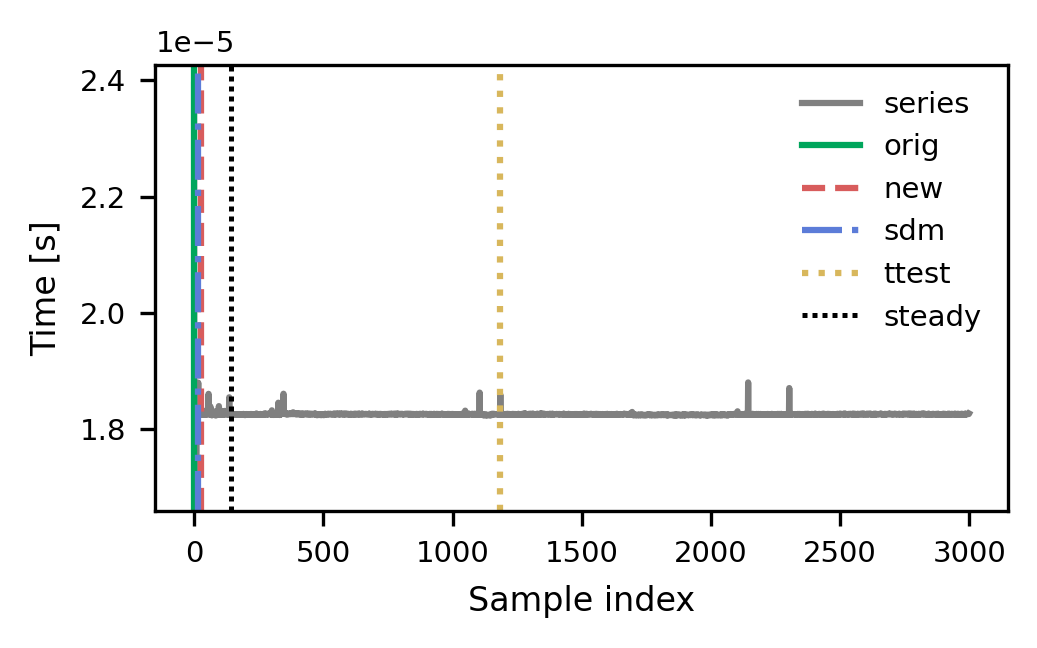 1e−5
2.4
2.2
2.0
1.8
Time [s]
series
orig
new
sdm
ttest
steady
0 500 1000 1500 2000 2500 3000
Sample index